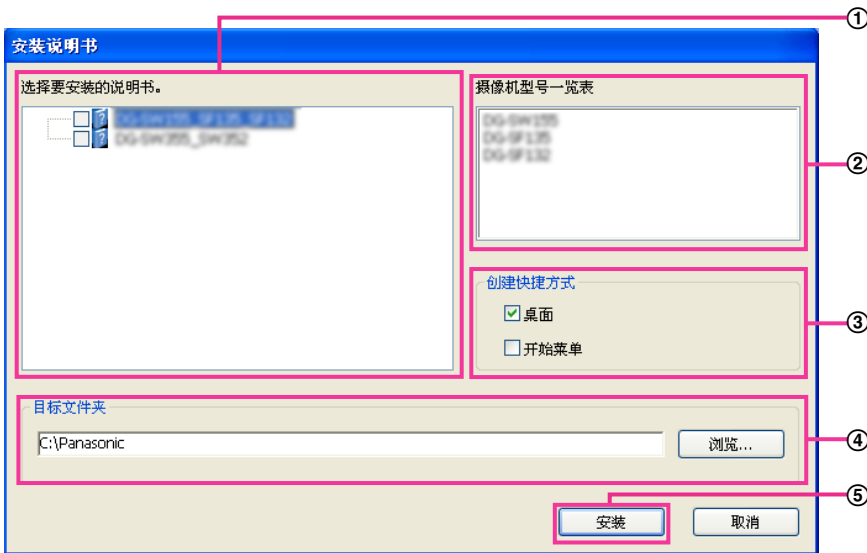 ①
安装说明书
选择要安装的说明书。
DG-SW155_SF135_SF132
DG-SW355_SW352
摄像机型号一览表
DG-SW155
DG-SF135
DG-SF132
②
创建快捷方式
桌面
开始菜单
③
目标文件夹
C:\Panasonic
浏览...
④
⑤
安装
取消